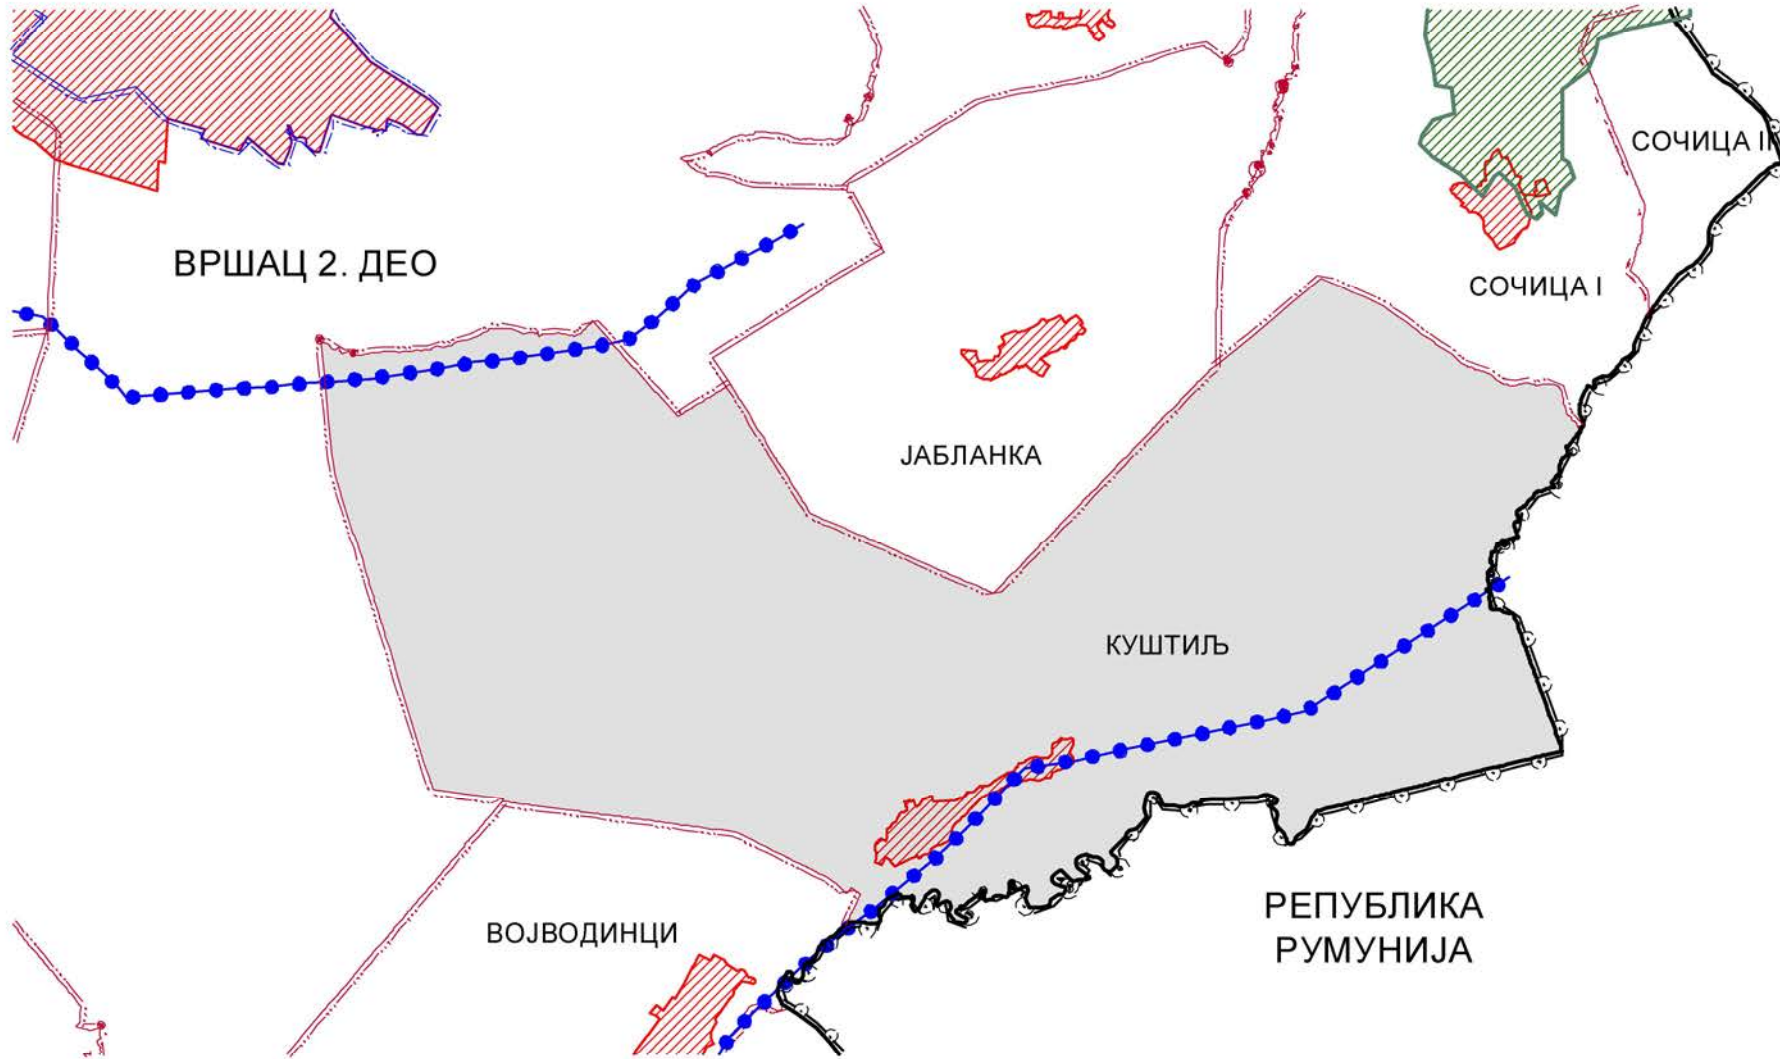 СОЧИЦА II
ВРШАЦ 2. ДЕО
СОЧИЦА I
ЈАБЛАНКА
КУШТИЉ
РЕПУБЛИКА
РУМУНИЈА
ВОЈВОДИНЦИ